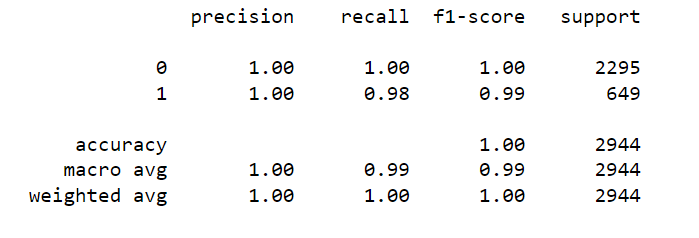 precision recall f1-score support
0 1.00 1.00 1.00 2295
1 1.00 0.98 0.99 649
accuracy 1.00 2944
macro avg 1.00 0.99 0.99 2944
weighted avg 1.00 1.00 1.00 2944